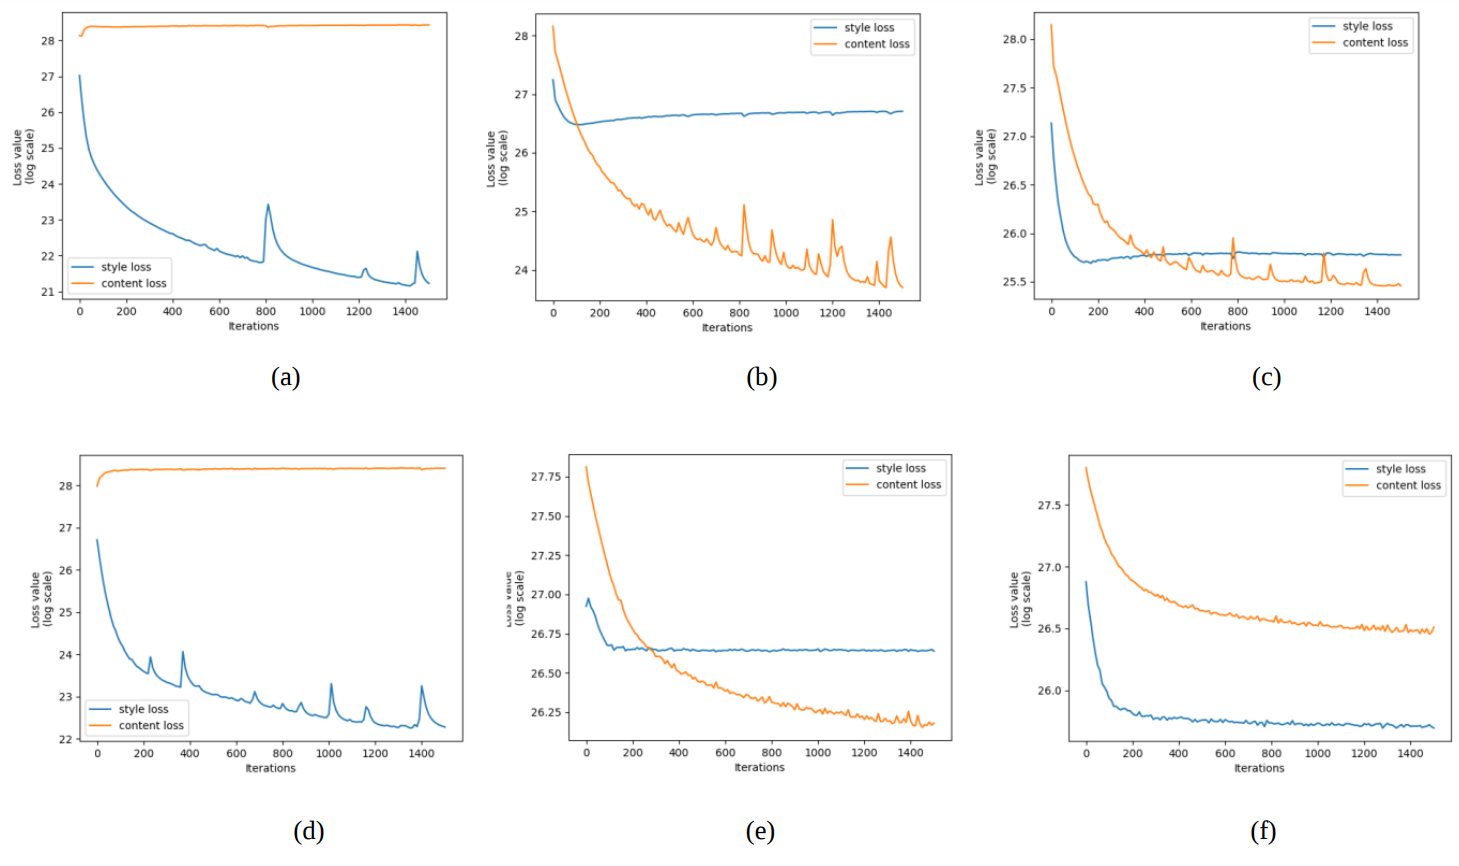 28
27
26
25
24
23
22
21
Loss value
(log scale)
style loss
content loss
0 200 400 600 800 1000 1200 1400
Iterations
(a)
28
27
26
25
24
Loss value
(log scale)
style loss
content loss
0 200 400 600 800 1000 1200 1400
Iterations
(b)
28.0
27.5
27.0
26.5
26.0
25.5
Loss value
(log scale)
style loss
content loss
0 200 400 600 800 1000 1200 1400
Iterations
(c)
28
27
26
25
24
23
22
Loss value
(log scale)
style loss
content loss
0 200 400 600 800 1000 1200 1400
Iterations
(d)
27.75
27.50
27.25
27.00
26.75
26.50
26.25
Loss value
(log scale)
style loss
content loss
0 200 400 600 800 1000 1200 1400
Iterations
(e)
27.5
27.0
26.5
26.0
Loss value
(log scale)
style loss
content loss
0 200 400 600 800 1000 1200 1400
Iterations
(f)